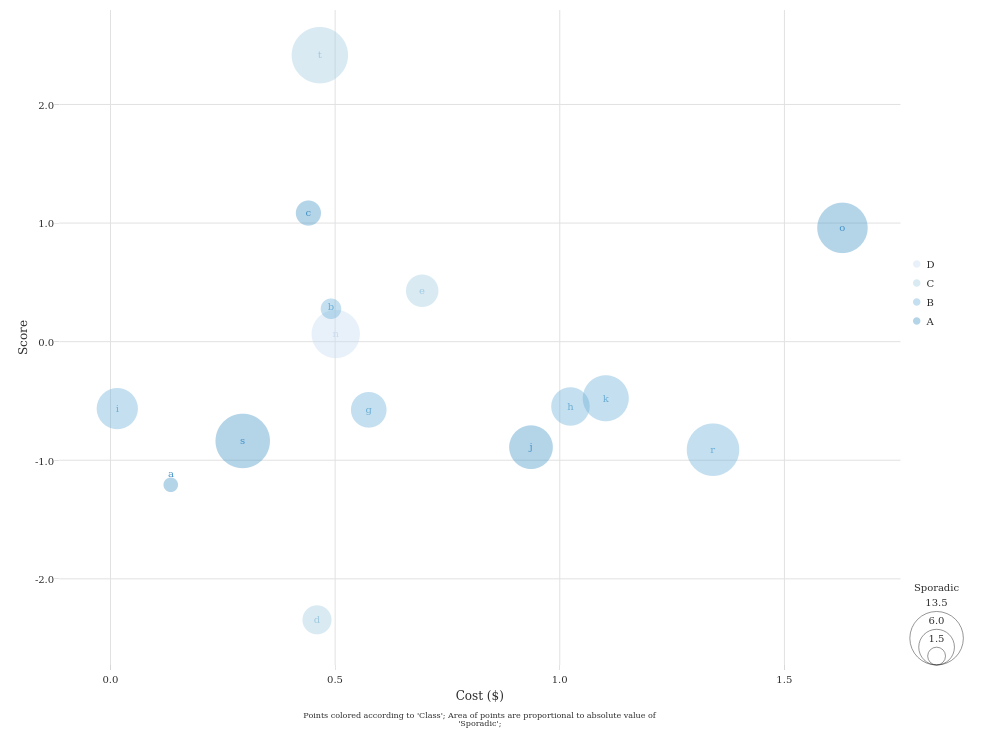 t
2.0
c
1.0
o
D
e
C
b
B
A
Score
0.0
i
g
h
k
s
j
r
-1.0
a
-2.0
Sporadic
13.5
d
6.0
1.5
0.0
0.5
1.0
1.5
Cost ($)
Points colored according to 'Class'; Area of points are proportional to absolute value of
'Sporadic';